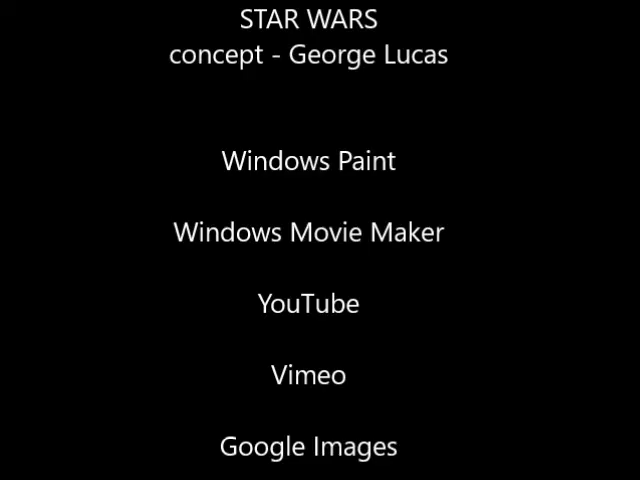 STAR WARS
concept - George Lucas
Windows Paint
Windows Movie Maker
YouTube
Vimeo
Google Images